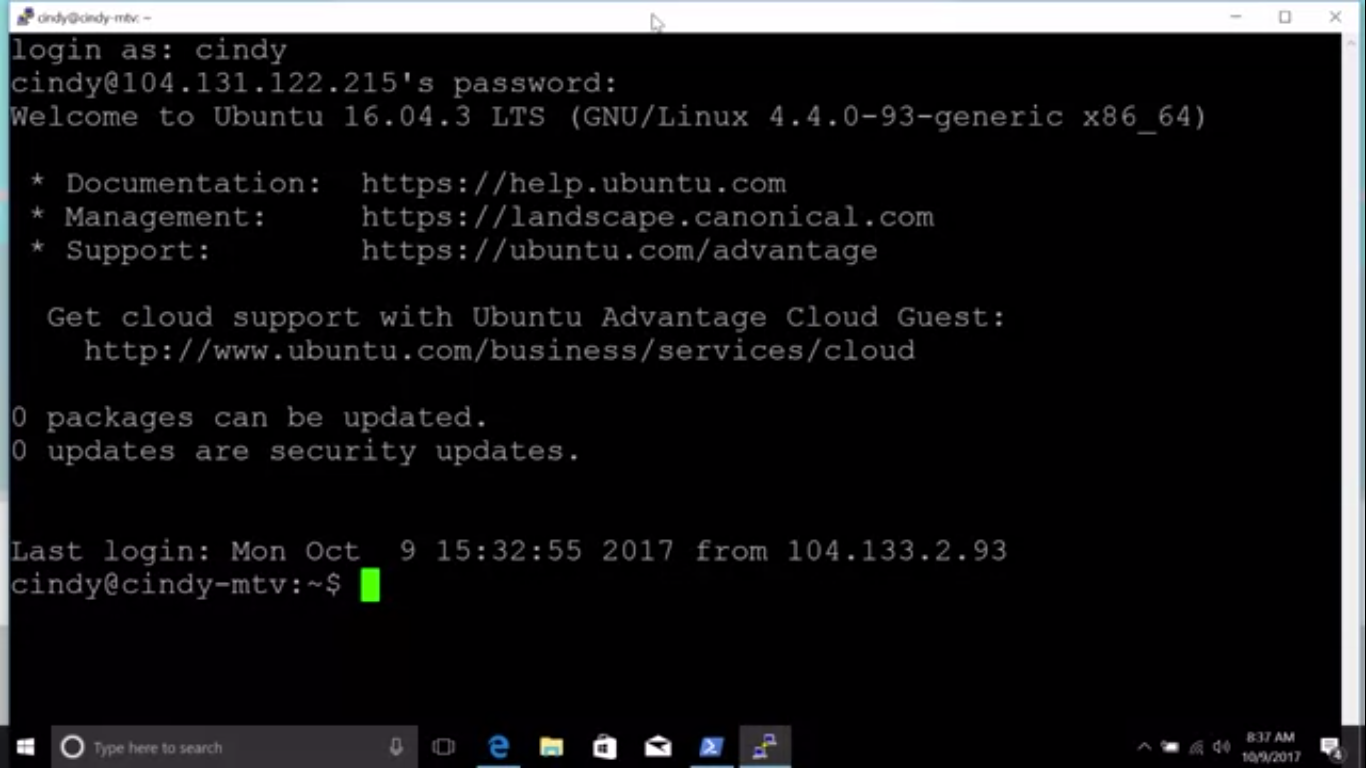 cindy@cindy-mtv: ~
login as: cindy
cindy@104.131.122.215's password:
Welcome to Ubuntu 16.04.3 LTS (GNU/Linux 4.4.0-93-generic x86_64)
 * Documentation:  https://help.ubuntu.com
 * Management:     https://landscape.canonical.com
 * Support:        https://ubuntu.com/advantage
  Get cloud support with Ubuntu Advantage Cloud Guest:
    http://www.ubuntu.com/business/services/cloud
0 packages can be updated.
0 updates are security updates.
Last login: Mon Oct  9 15:32:55 2017 from 104.133.2.93
cindy@cindy-mtv:~$
Type here to search
8:37 AM
10/9/2017
4